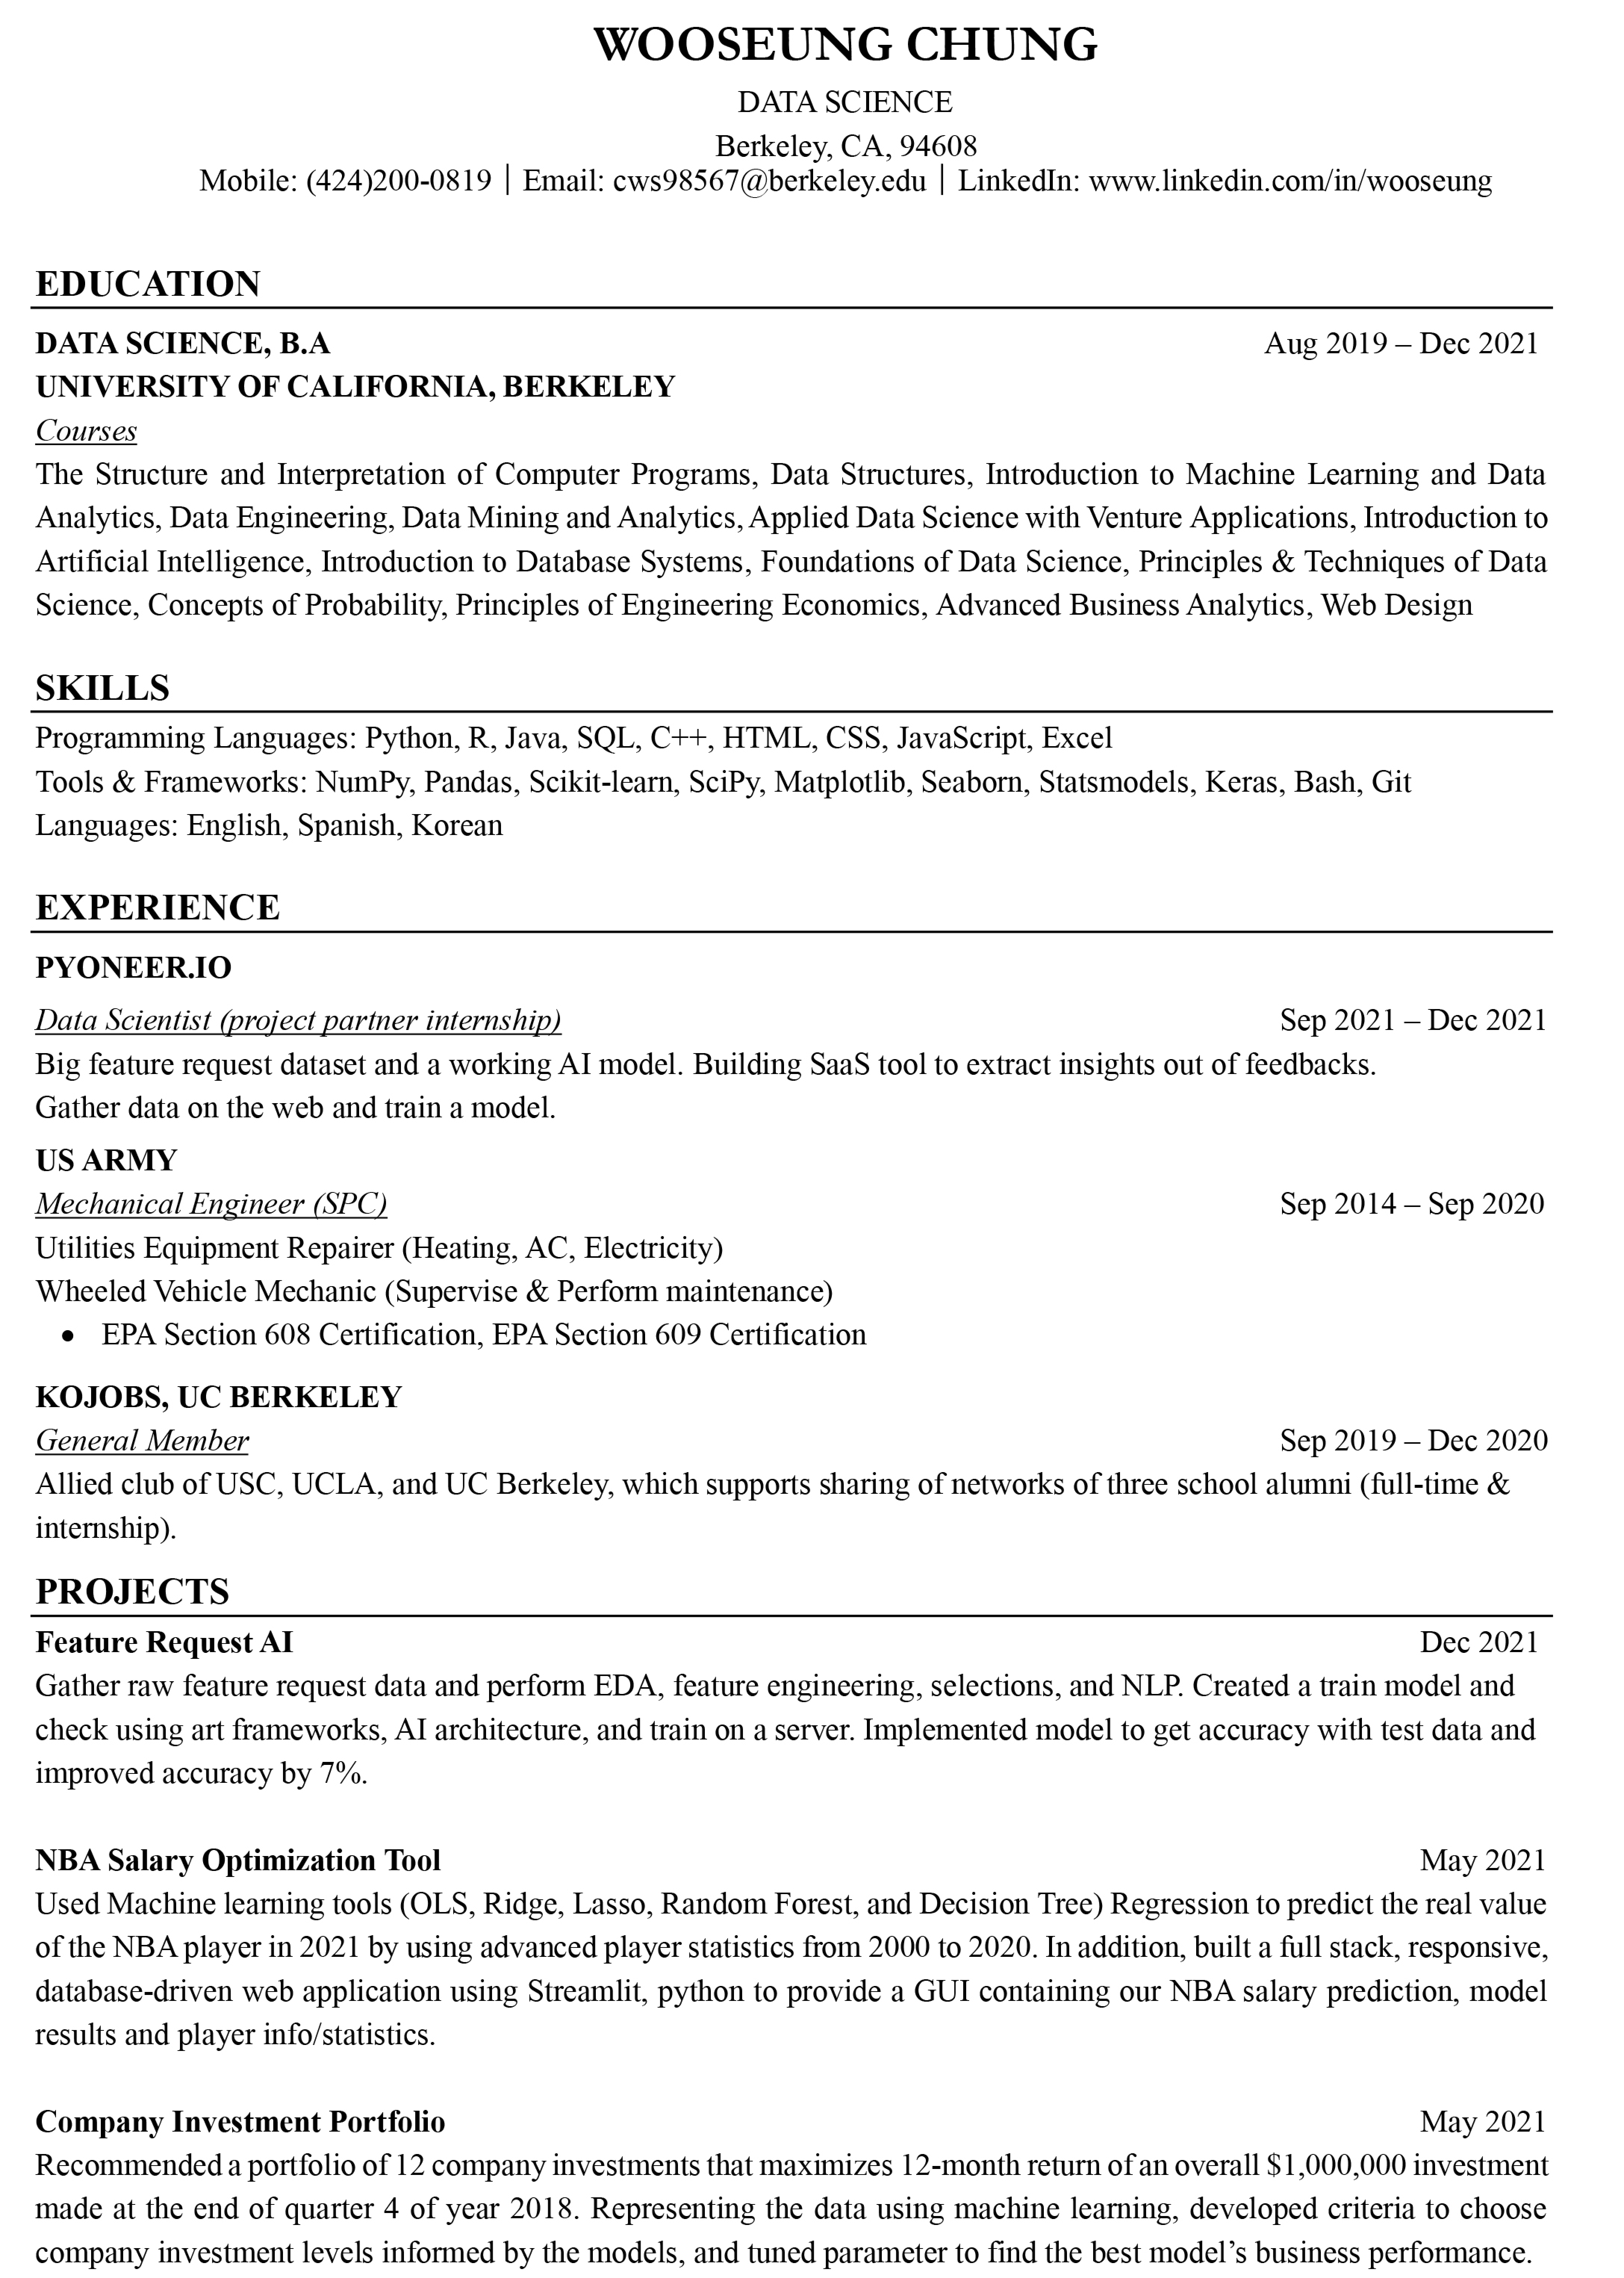 WOOSEUNG CHUNG
DATA SCIENCE
Berkeley, CA, 94608
Mobile: (424)200-0819 | Email: cws98567@berkeley.edu | LinkedIn: www.linkedin.com/in/wooseung
EDUCATION
DATA SCIENCE, B.A Aug 2019 – Dec 2021
UNIVERSITY OF CALIFORNIA, BERKELEY
Courses
The Structure and Interpretation of Computer Programs, Data Structures, Introduction to Machine Learning and Data
Analytics, Data Engineering, Data Mining and Analytics, Applied Data Science with Venture Applications, Introduction to
Artificial Intelligence, Introduction to Database Systems, Foundations of Data Science, Principles & Techniques of Data
Science, Concepts of Probability, Principles of Engineering Economics, Advanced Business Analytics, Web Design
SKILLS
Programming Languages: Python, R, Java, SQL, C++, HTML, CSS, JavaScript, Excel
Tools & Frameworks: NumPy, Pandas, Scikit-learn, SciPy, Matplotlib, Seaborn, Statsmodels, Keras, Bash, Git
Languages: English, Spanish, Korean
EXPERIENCE
PYONEER.IO
Data Scientist (project partner internship) Sep 2021 – Dec 2021
Big feature request dataset and a working AI model. Building SaaS tool to extract insights out of feedbacks.
Gather data on the web and train a model.
US ARMY
Mechanical Engineer (SPC) Sep 2014 – Sep 2020
Utilities Equipment Repairer (Heating, AC, Electricity)
Wheeled Vehicle Mechanic (Supervise & Perform maintenance)
• EPA Section 608 Certification, EPA Section 609 Certification
KOJOBS, UC BERKELEY
General Member Sep 2019 – Dec 2020
Allied club of USC, UCLA, and UC Berkeley, which supports sharing of networks of three school alumni (full-time &
internship).
PROJECTS
Feature Request AI Dec 2021
Gather raw feature request data and perform EDA, feature engineering, selections, and NLP. Created a train model and
check using art frameworks, AI architecture, and train on a server. Implemented model to get accuracy with test data and
improved accuracy by 7%.
NBA Salary Optimization Tool May 2021
Used Machine learning tools (OLS, Ridge, Lasso, Random Forest, and Decision Tree) Regression to predict the real value
of the NBA player in 2021 by using advanced player statistics from 2000 to 2020. In addition, built a full stack, responsive,
database-driven web application using Streamlit, python to provide a GUI containing our NBA salary prediction, model
results and player info/statistics.
Company Investment Portfolio May 2021
Recommended a portfolio of 12 company investments that maximizes 12-month return of an overall $1,000,000 investment
made at the end of quarter 4 of year 2018. Representing the data using machine learning, developed criteria to choose
company investment levels informed by the models, and tuned parameter to find the best model’s business performance.